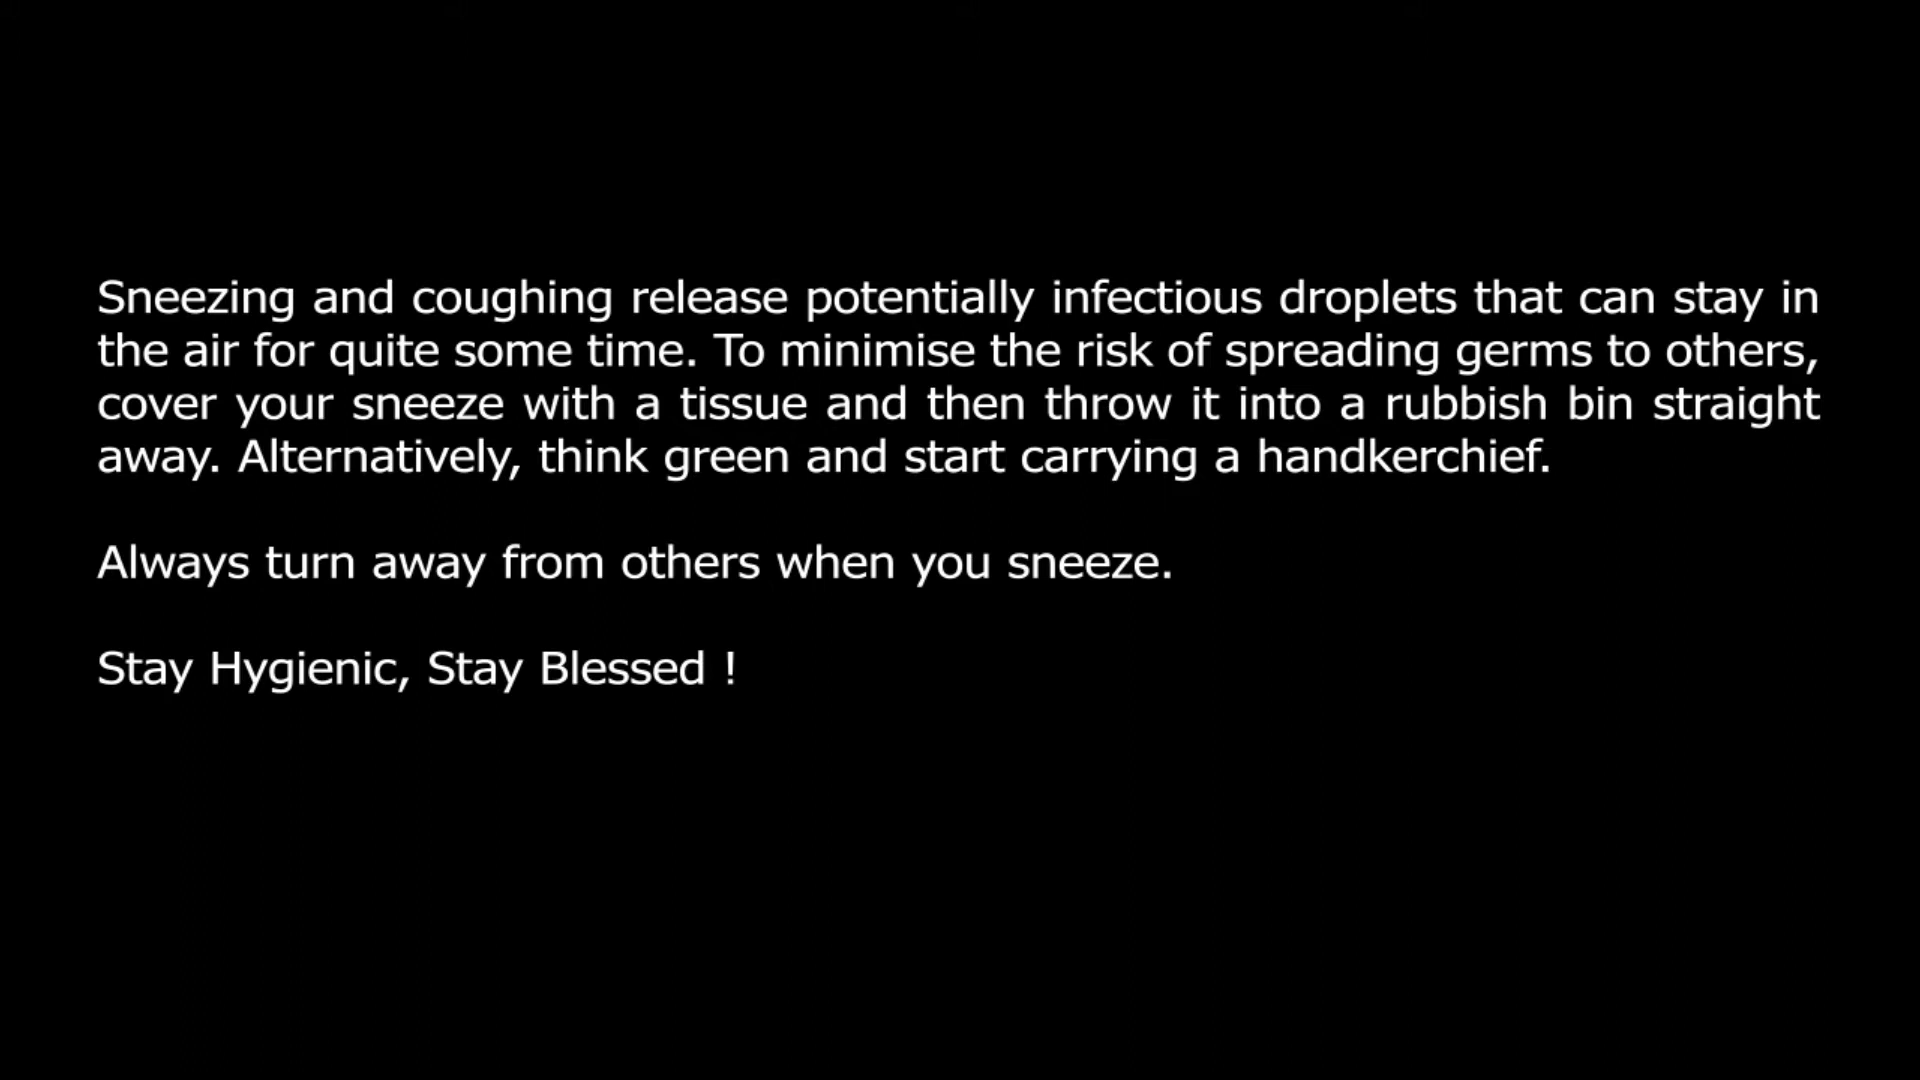 Sneezing and coughing release potentially infectious droplets that can stay in
the air for quite some time. To minimise the risk of spreading germs to others,
cover your sneeze with a tissue and then throw it into a rubbish bin straight
away. Alternatively, think green and start carrying a handkerchief.
Always turn away from others when you sneeze.
Stay Hygienic, Stay Blessed !